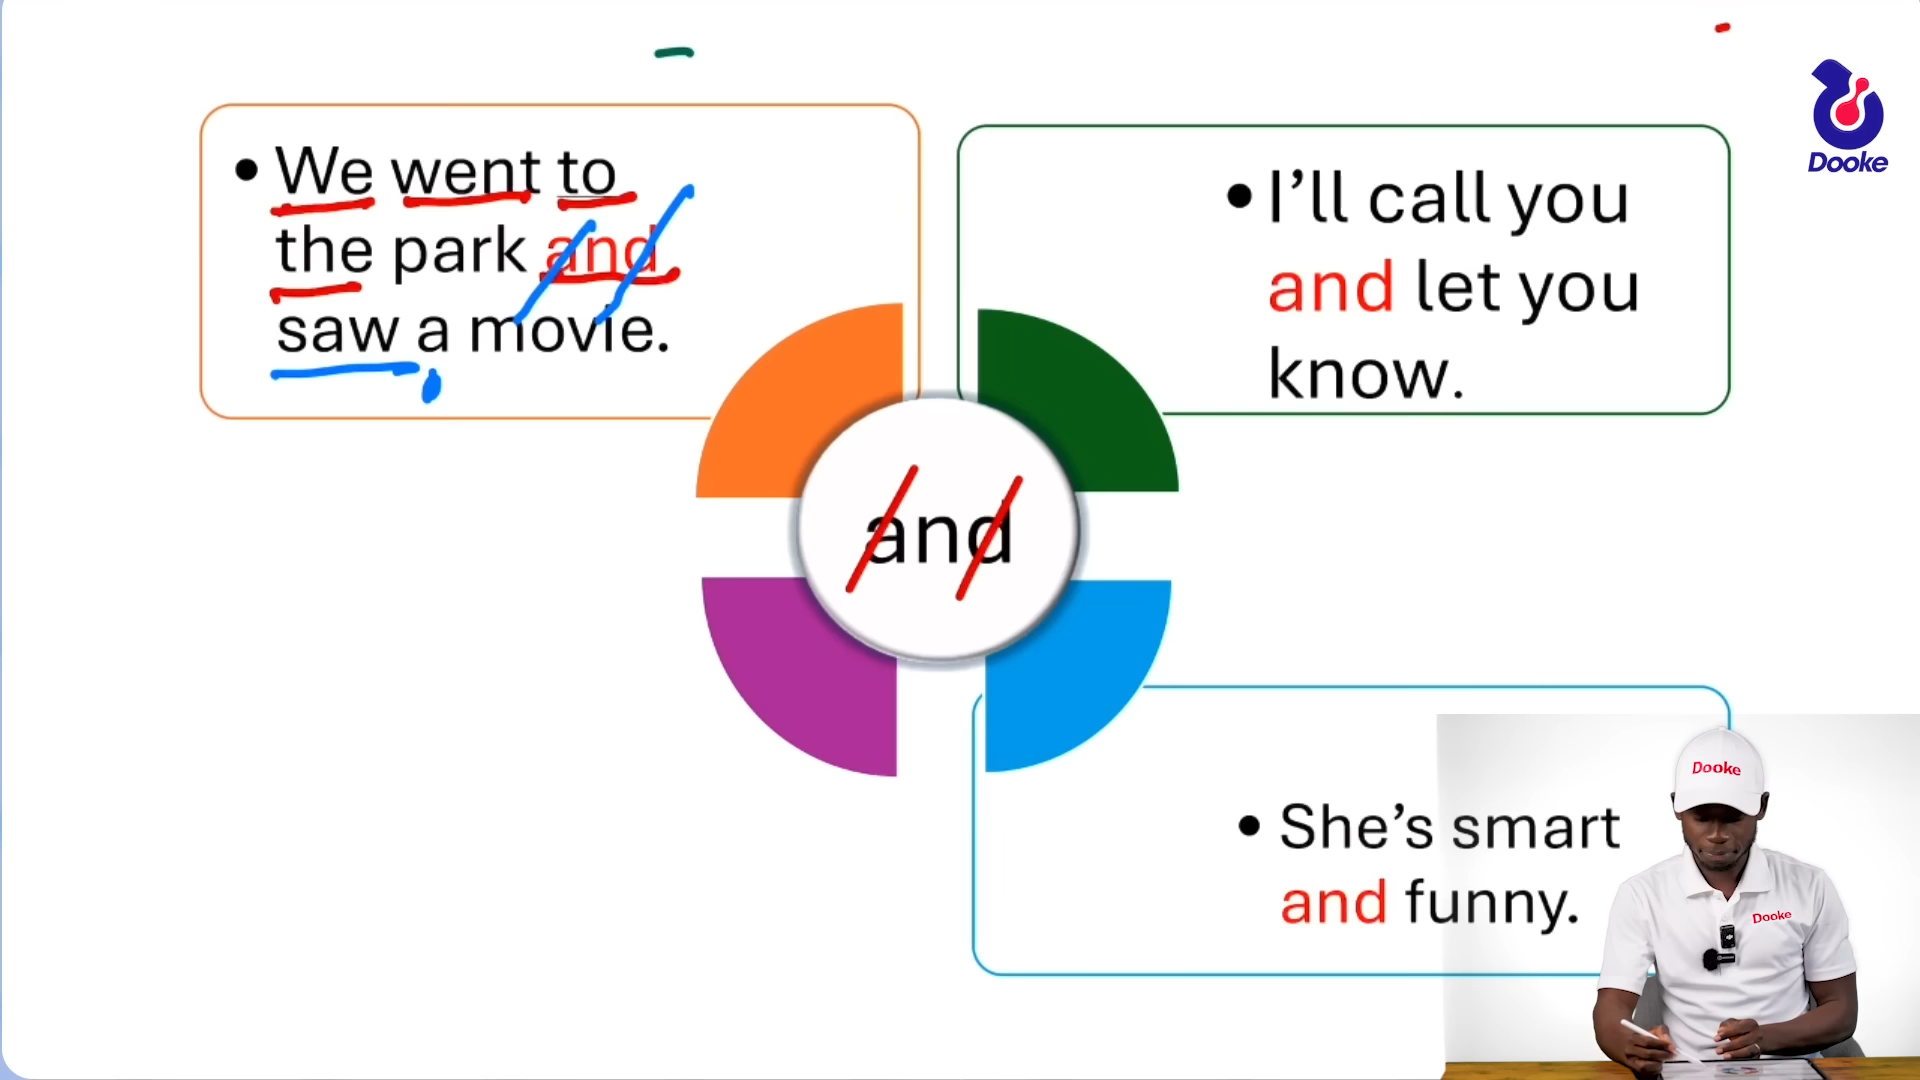 • We went to
the park and
saw a movie.
• I’ll call you
and let you
know.
Dooke
and
• She’s smart
and funny.
Dooke
Dooke